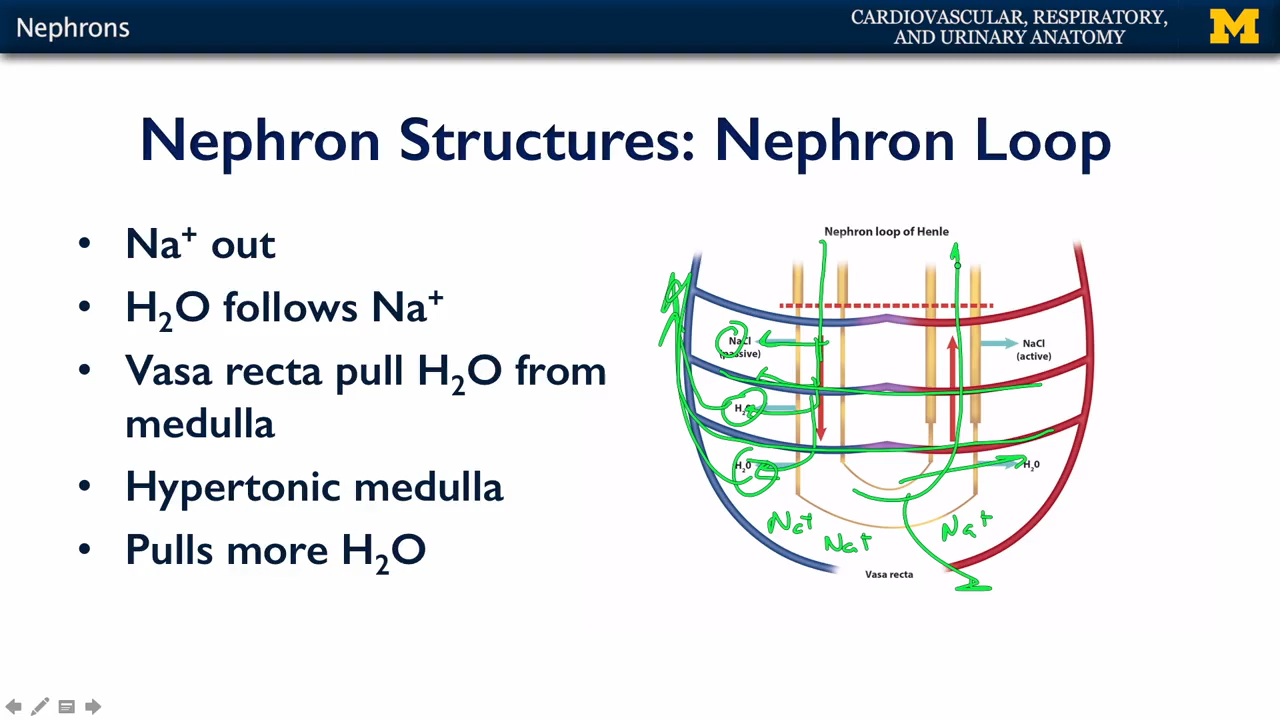 Nephrons
CARDIOVASCULAR, RESPIRATORY,
AND URINARY ANATOMY
M
Nephron Structures: Nephron Loop
• Na⁺ out
• H₂O follows Na⁺
• Vasa recta pull H₂O from
medulla
• Hypertonic medulla
• Pulls more H₂O
Nephron loop of Henle
NaCl
(passive)
NaCl
(active)
H₂O
H₂O
H₂O
Na+
Na+
Na+
Vasa recta